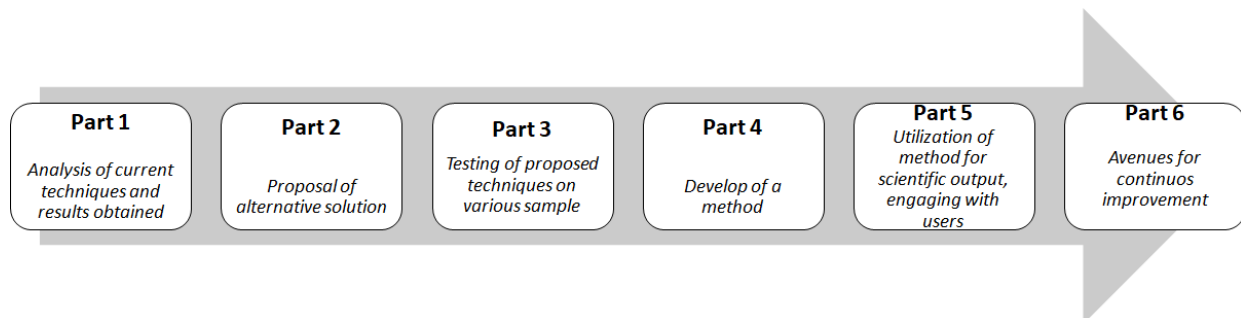 Part 1
Analysis of current
techniques and
results obtained
Part 2
Proposal of
alternative solution
Part 3
Testing of proposed
techniques on
various sample
Part 4
Develop of a
method
Part 5
Utilization of
method for
scientific output,
engaging with
users
Part 6
Avenues for
continuos
improvement